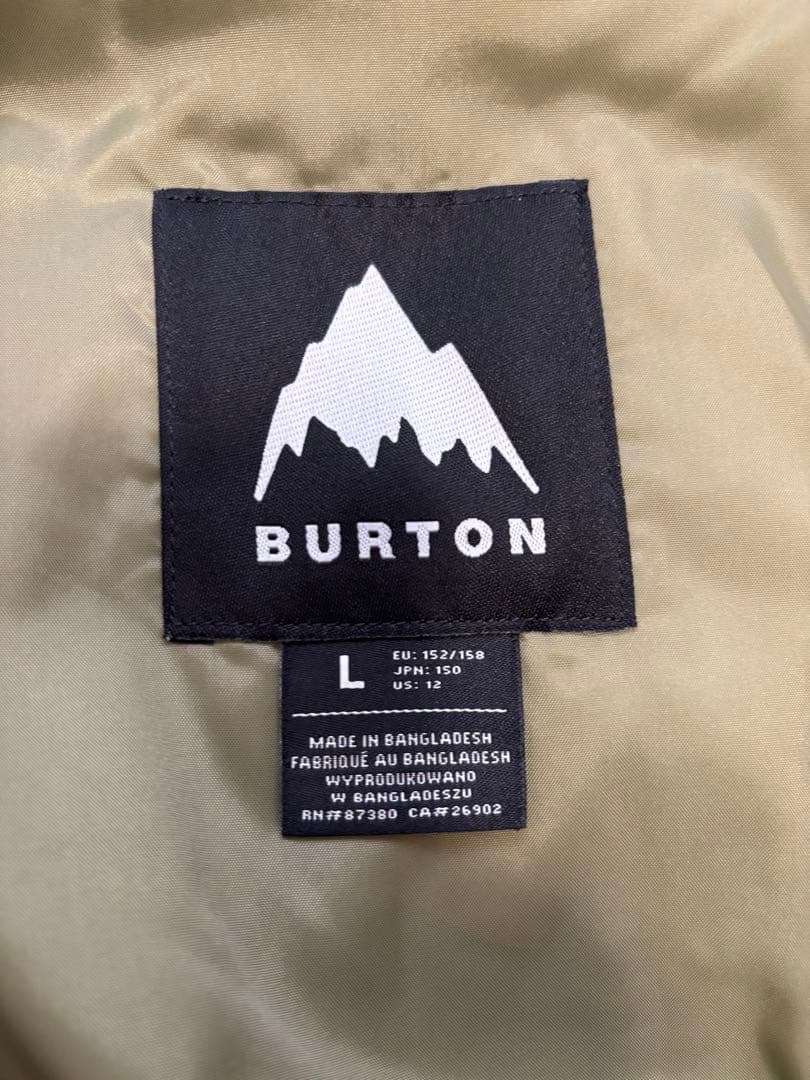 BURTON
L
EU: 152/158
JPN: 150
US: 12
MADE IN BANGLADESH
FABRIQUÉ AU BANGLADESH
WYPRODUKOWANO
W BANGLADESZU
RN#87380 CA#26902